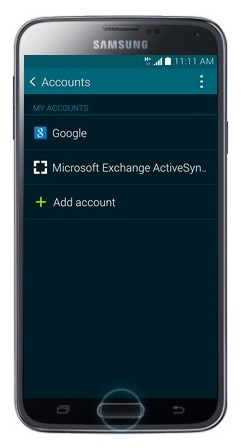 SAMSUNG
11:11 AM
Accounts
MY ACCOUNTS
Google
Microsoft Exchange ActiveSyn..
Add account